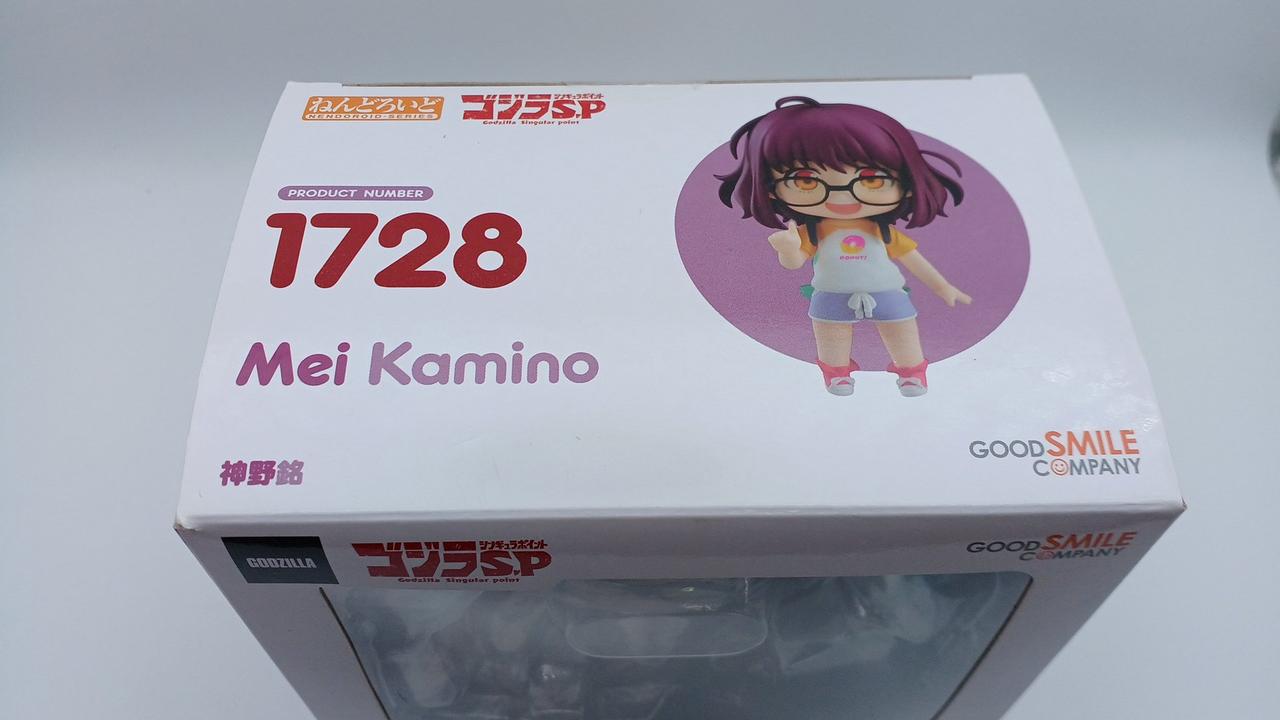 ねんどろいど
NENDOROID-SERIES
ゴジラS.P
シンギュラポイント
Godzilla Singular point
PRODUCT NUMBER
1728
Mei Kamino
DONUTS
神野銘
GOOD SMILE
COMPANY
GODZILLA
ゴジラS.P
シンギュラポイント
Godzilla Singular point
GOOD SMILE
COMPANY